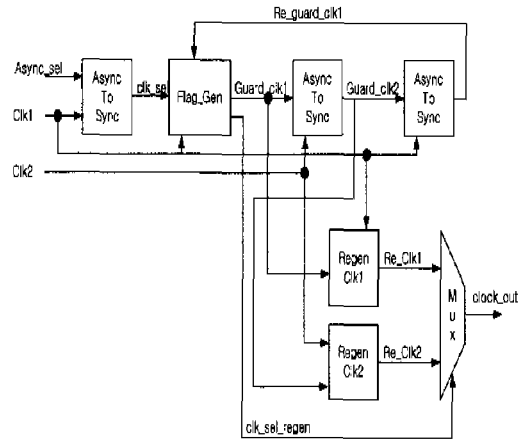 Re_guard_clk1
Async_sel
Async
To
Sync
clk_sel
Flag_Gen
Guard_clk1
Async
To
Sync
Guard_clk2
Async
To
Sync
Clk1
Clk2
Regen
Clk1
Re_Clk1
Mux
clock_out
Regen
Clk2
Re_Clk2
clk_sel_regen